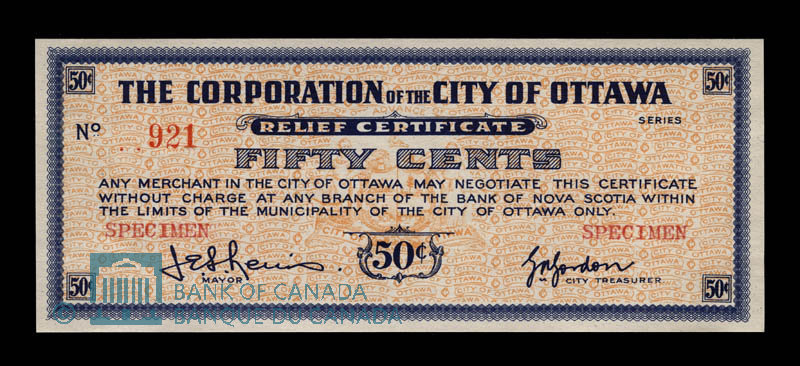 50¢ 50¢
THE CORPORATION OF THE CITY OF OTTAWA
Nº 921 SERIES
RELIEF CERTIFICATE
FIFTY CENTS
ANY MERCHANT IN THE CITY OF OTTAWA MAY NEGOTIATE THIS CERTIFICATE
WITHOUT CHARGE AT ANY BRANCH OF THE BANK OF NOVA SCOTIA WITHIN
THE LIMITS OF THE MUNICIPALITY OF THE CITY OF OTTAWA ONLY.
SPECIMEN SPECIMEN
50¢
MAYOR CITY TREASURER
50¢ 50¢
© BANK OF CANADA
BANQUE DU CANADA